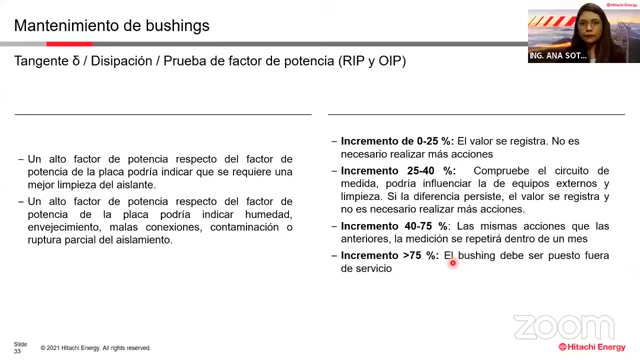 Mantenimiento de bushings
Hitachi Energy
ING. ANA SOT...
Tangente δ / Disipación / Prueba de factor de potencia (RIP y OIP)
– Un alto factor de potencia respecto del factor de
potencia de la placa podría indicar que se requiere una
mejor limpieza del aislante.
– Un alto factor de potencia respecto del factor de
potencia de la placa podría indicar humedad,
envejecimiento, malas conexiones, contaminación o
ruptura parcial del aislamiento.
– Incremento de 0-25 %: El valor se registra. No es
necesario realizar más acciones
– Incremento 25-40 %: Compruebe el circuito de
medida, podría influenciar la de equipos externos y
limpieza. Si la diferencia persiste, el valor se registra y
no es necesario realizar más acciones.
– Incremento 40-75 %: Las mismas acciones que las
anteriores, la medición se repetirá dentro de un mes
– Incremento >75 %: El bushing debe ser puesto fuera
de servicio
Slide
33
© 2021 Hitachi Energy. All rights reserved.
zoom
Hitachi Energy